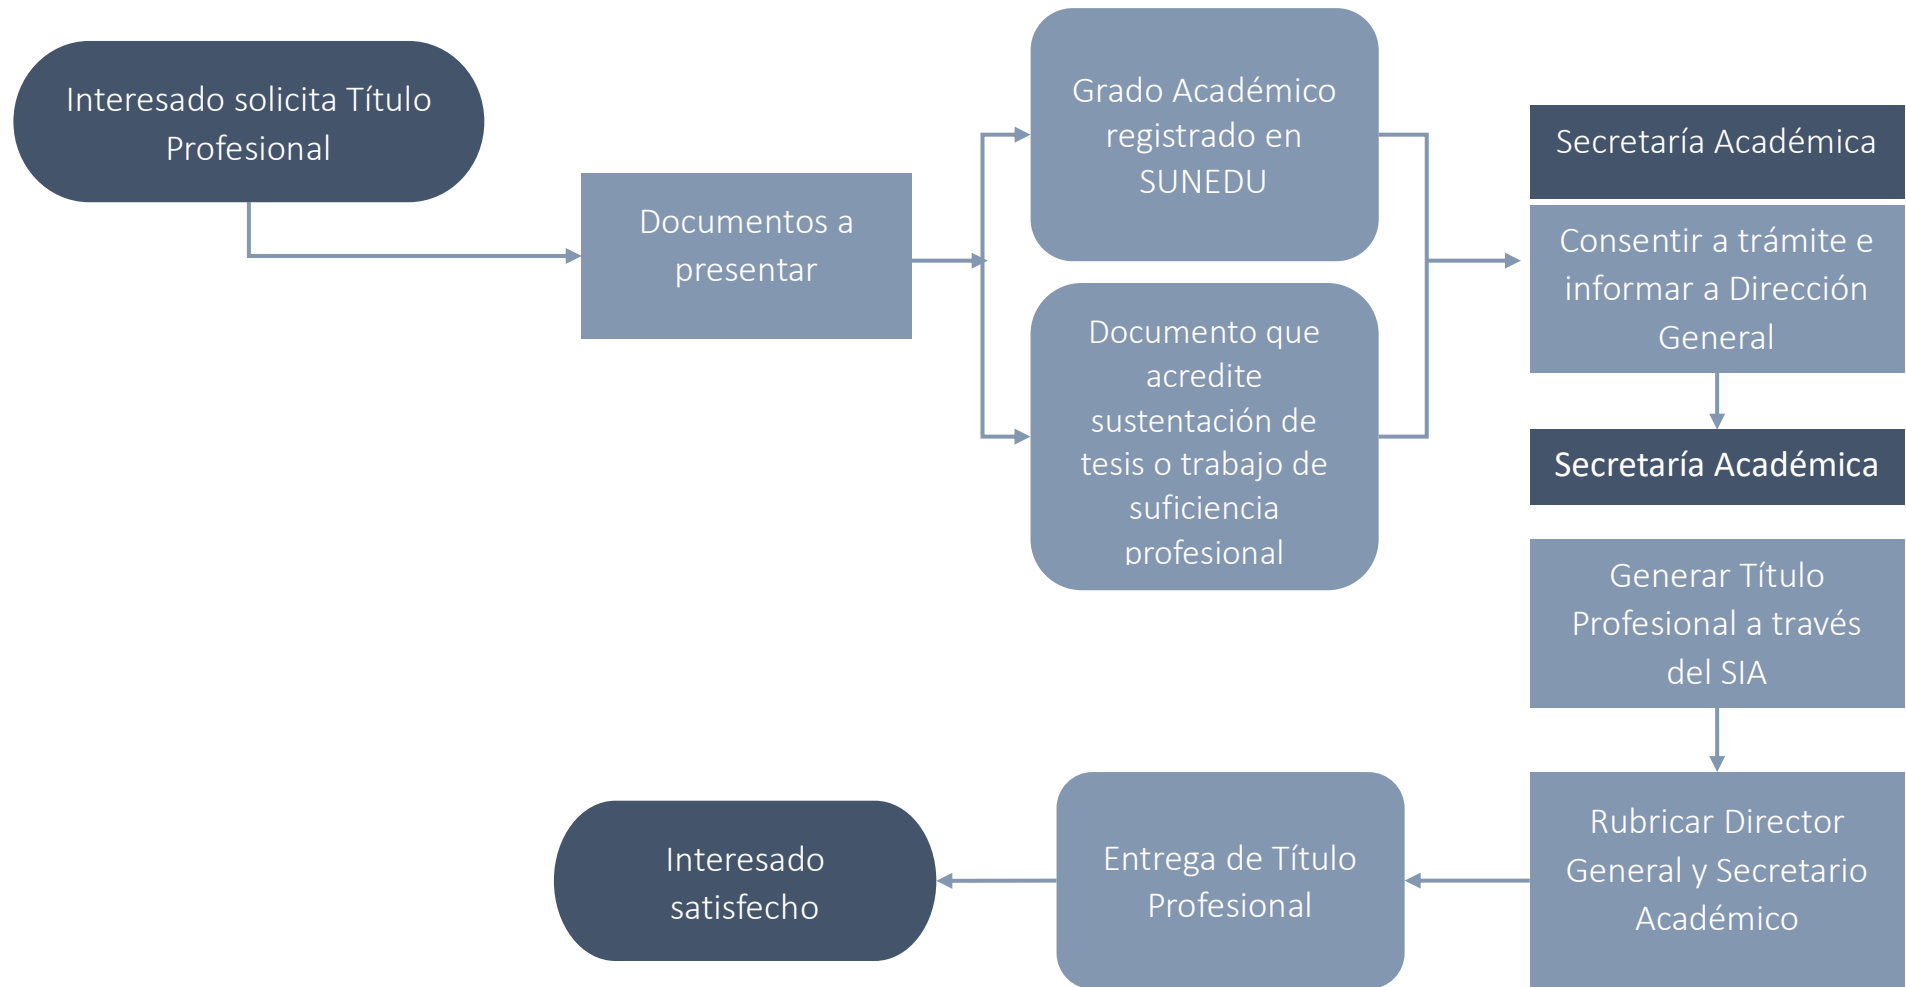 Interesado solicita Título
Profesional
Documentos a
presentar
Grado Académico
registrado en
SUNEDU
Documento que
acredite
sustentación de
tesis o trabajo de
suficiencia
profesional
Secretaría Académica
Consentir a trámite e
informar a Dirección
General
Secretaría Académica
Generar Título
Profesional a través
del SIA
Rubricar Director
General y Secretario
Académico
Entrega de Título
Profesional
Interesado
satisfecho